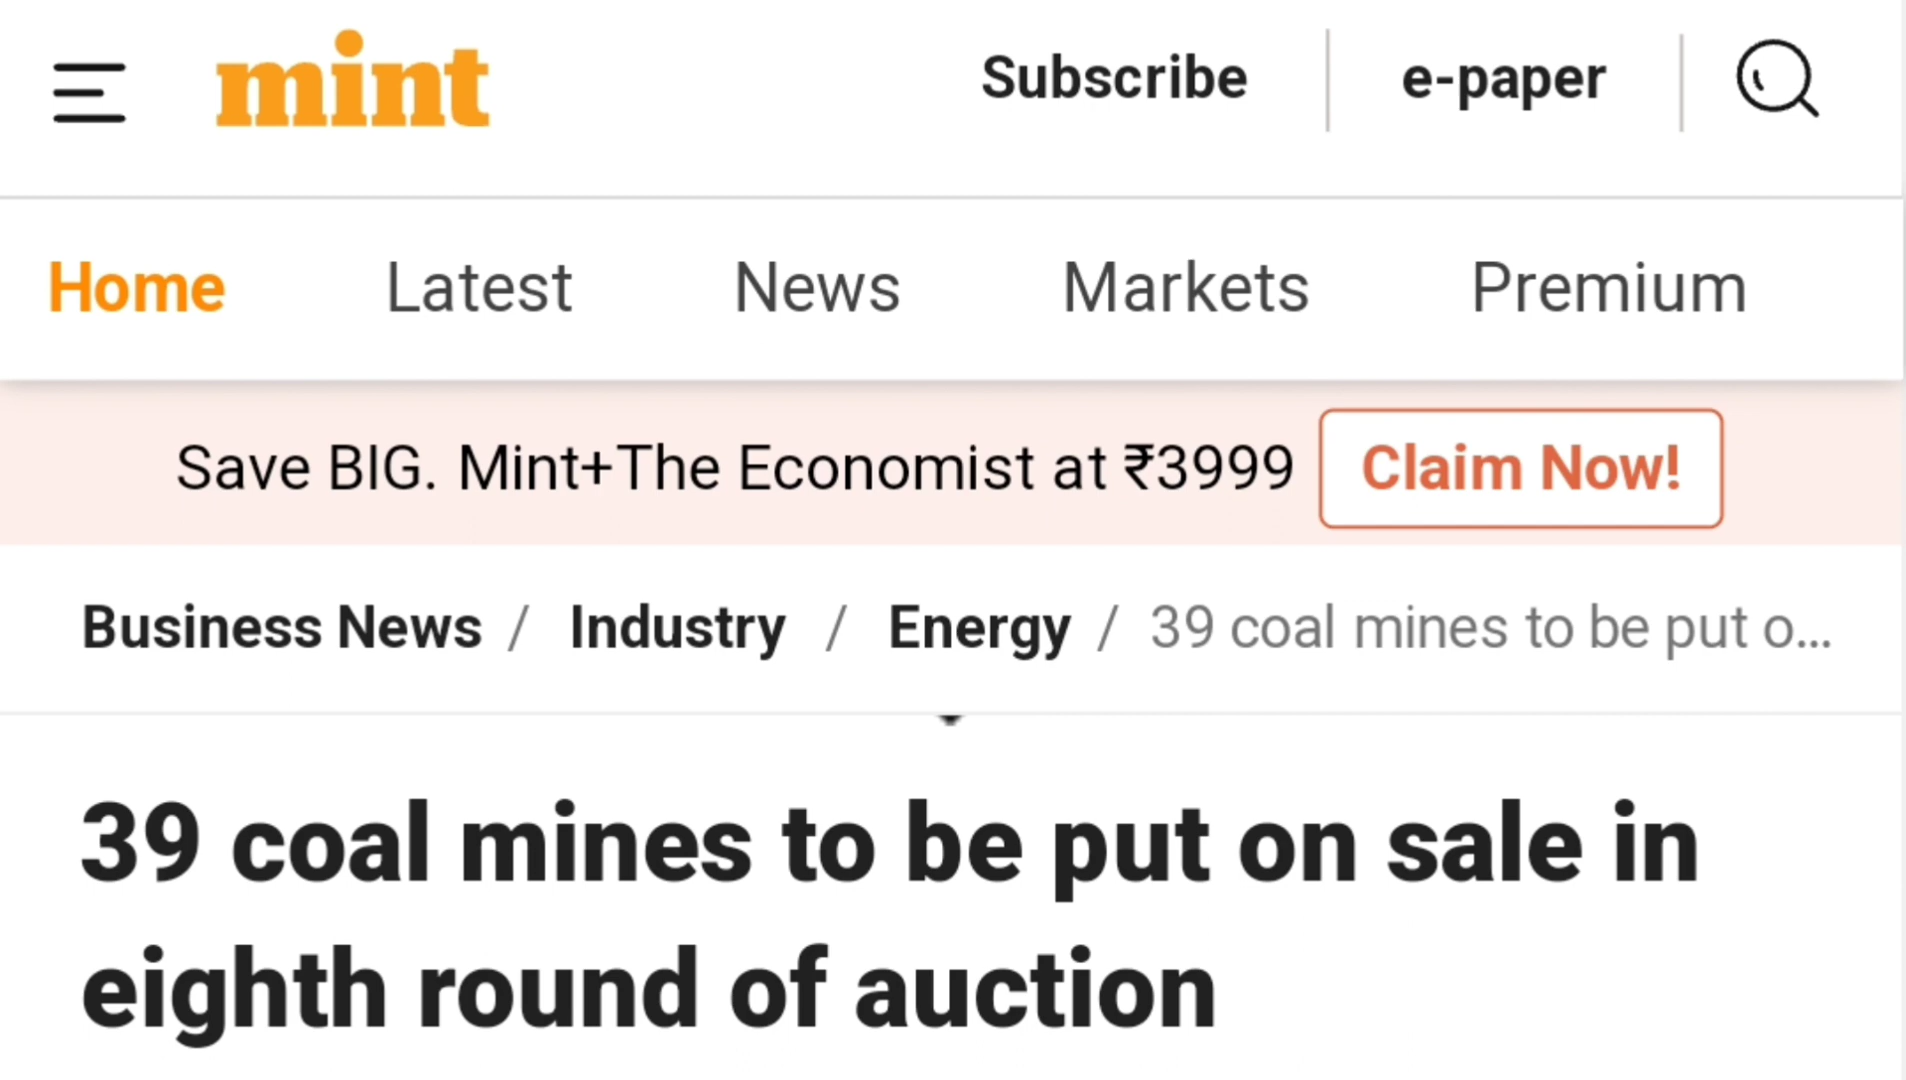 mint
Subscribe
e-paper
Home Latest News Markets Premium
Save BIG. Mint+The Economist at ₹3999 Claim Now!
Business News / Industry / Energy / 39 coal mines to be put o...
39 coal mines to be put on sale in
eighth round of auction